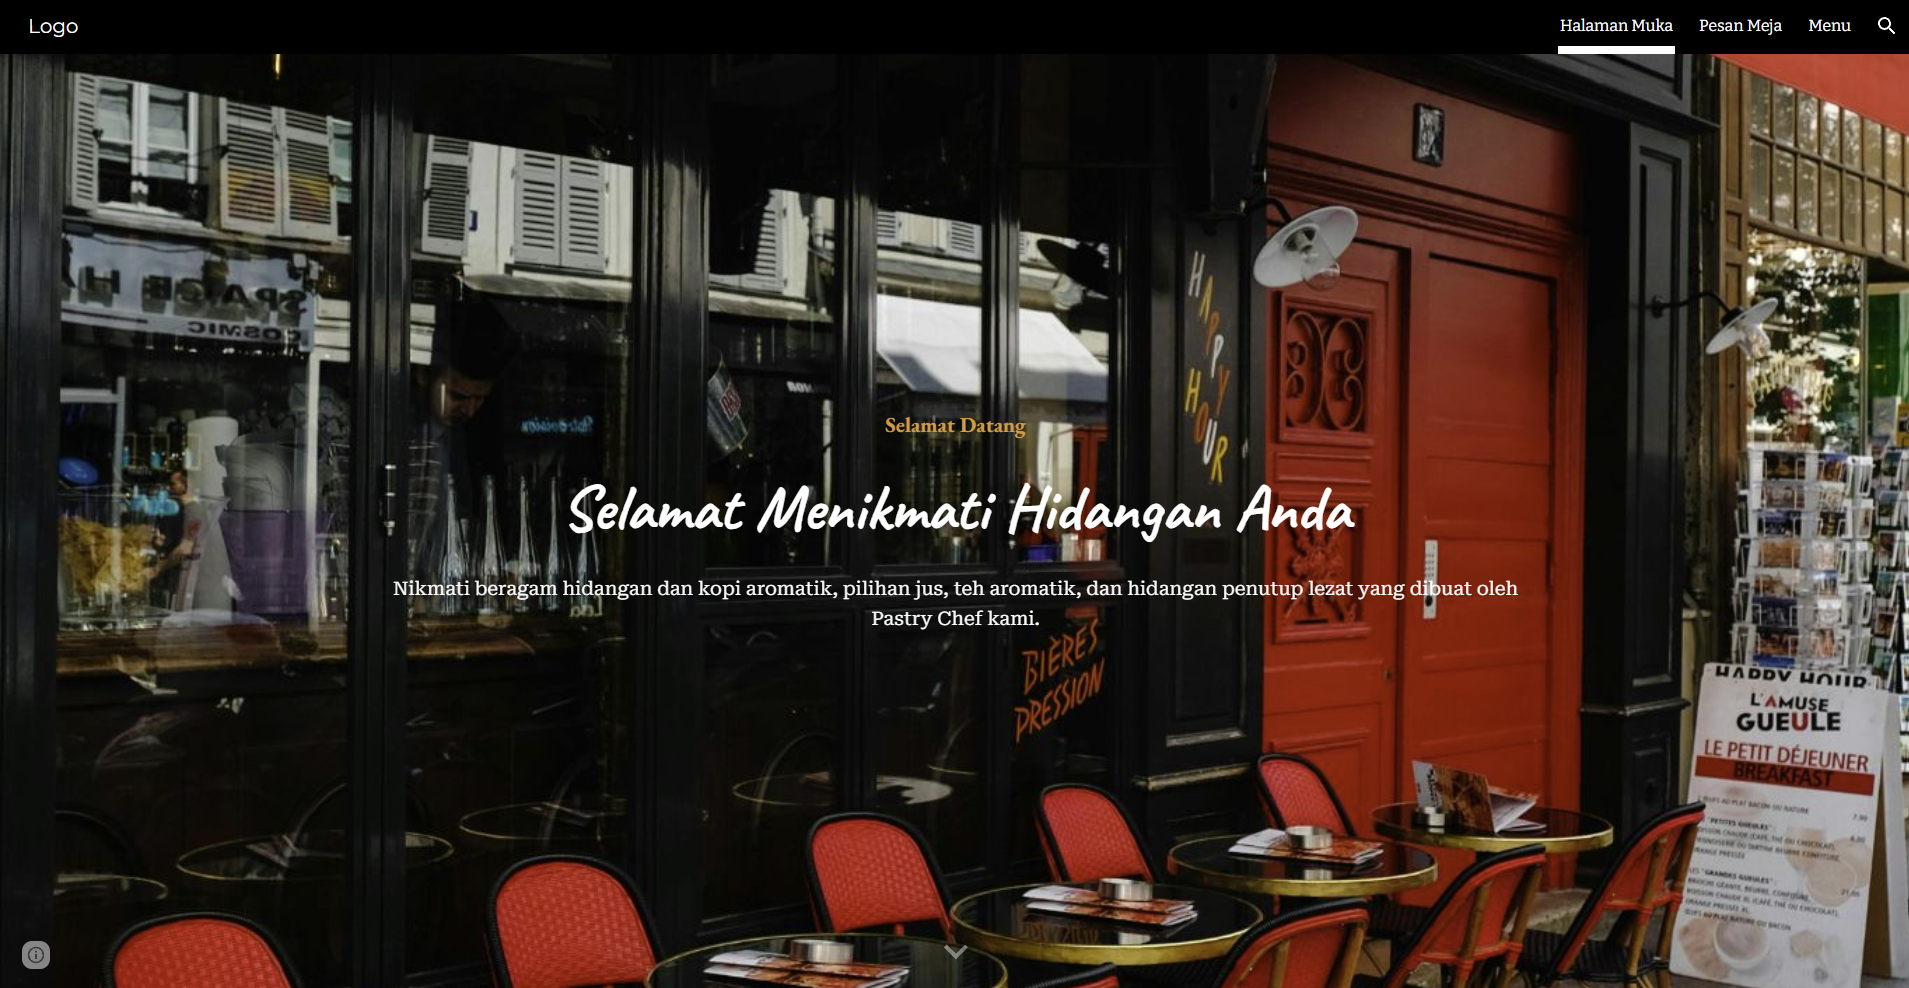 Logo
Halaman Muka
Pesan Meja
Menu
HAPPY HOUR
Selamat Datang
Selamat Menikmati Hidangan Anda
Nikmati beragam hidangan dan kopi aromatik, pilihan jus, teh aromatik, dan hidangan penutup lezat yang dibuat oleh
Pastry Chef kami.
BIÈRES
PRESSION
HAPPY HOUR
L'AMUSE
GUEULE
LE PETIT DÉJEUNER
BREAKFAST